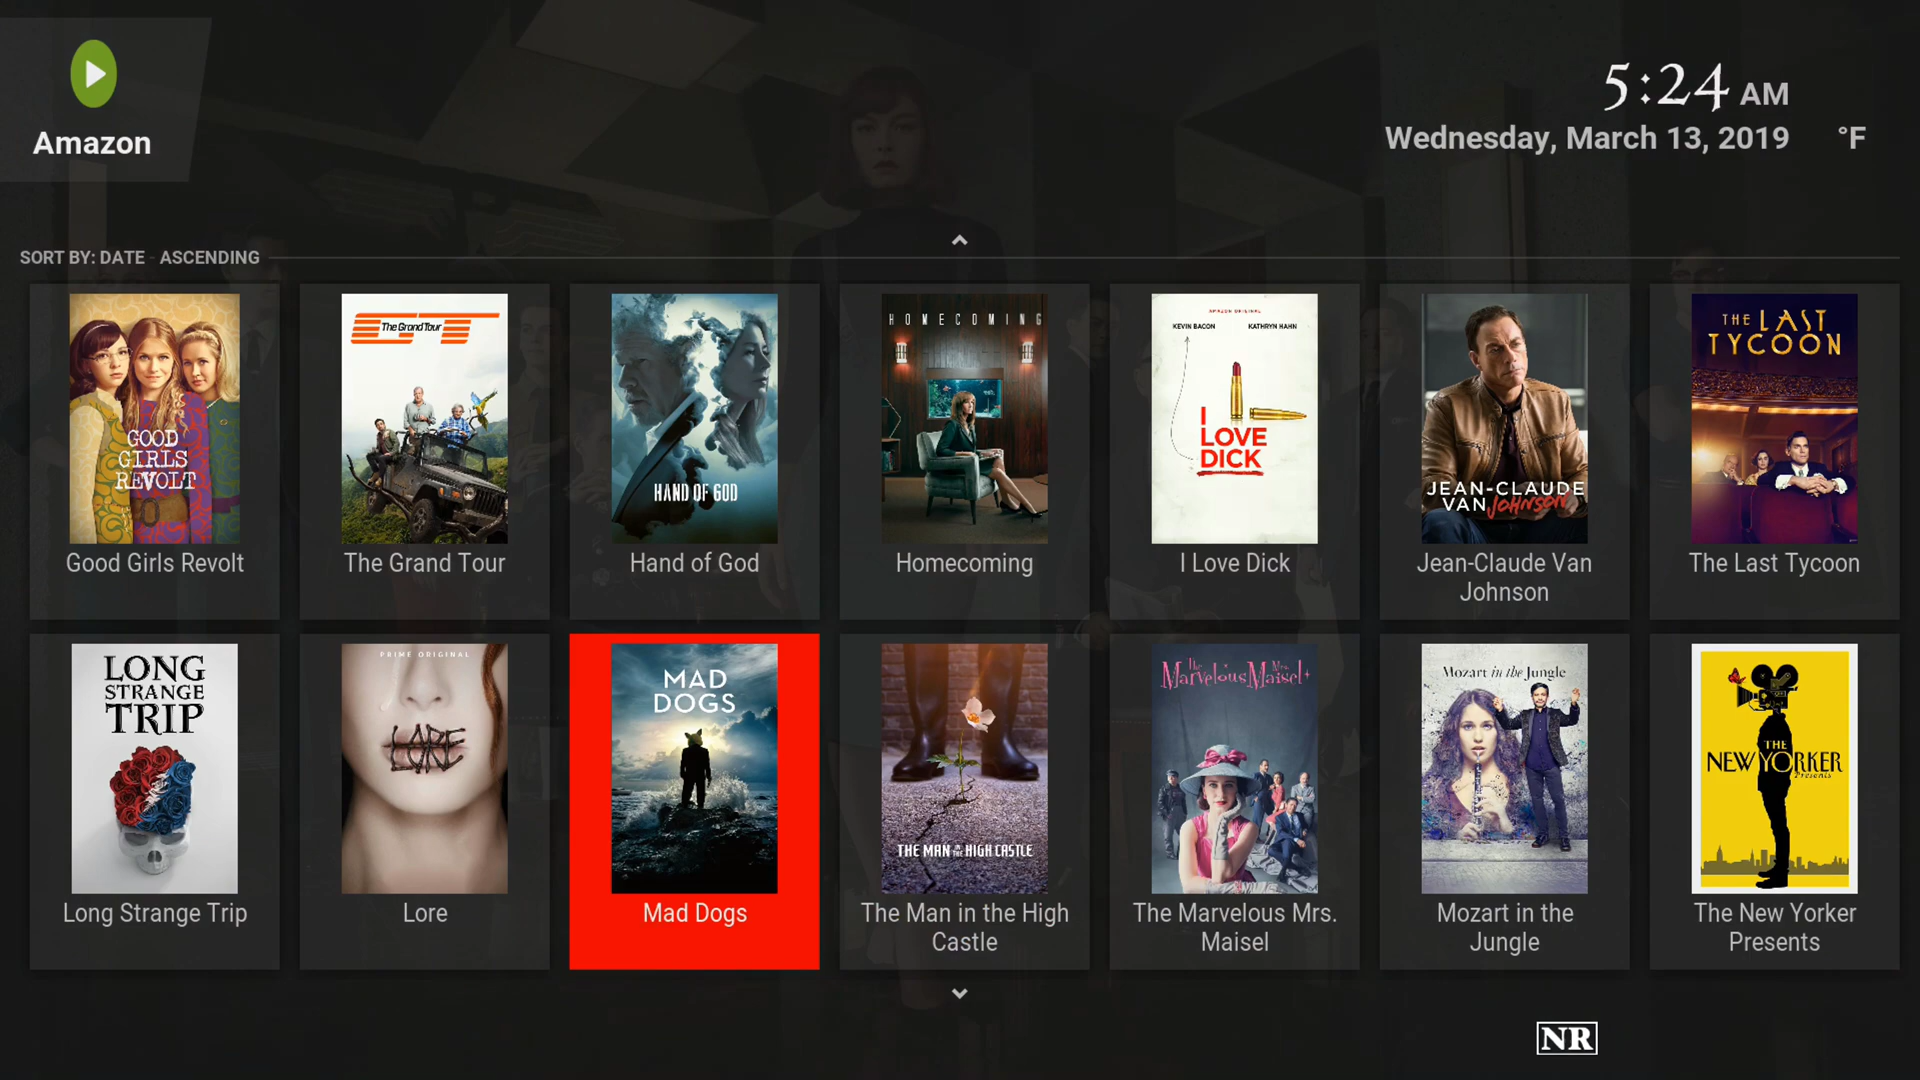 Amazon
5:24 AM
Wednesday, March 13, 2019 °F
SORT BY: DATE - ASCENDING
GOOD
GIRLS
REVOLT
Good Girls Revolt
GT
The Grand Tour
The Grand Tour
HAND OF GOD
Hand of God
HOMECOMING
Homecoming
AMAZON ORIGINAL
KEVIN BACON KATHRYN HAHN
I
LOVE
DICK
I Love Dick
JEAN-CLAUDE
VAN JOHNSON
Jean-Claude Van
Johnson
THE LAST
TYCOON
The Last Tycoon
LONG
STRANGE
TRIP
Long Strange Trip
PRIME ORIGINAL
LORE
Lore
MAD
DOGS
Mad Dogs
THE MAN IN THE HIGH CASTLE
The Man in the High
Castle
The Marvelous Mrs. Maisel
The Marvelous Mrs.
Maisel
Mozart in the Jungle
Mozart in the
Jungle
THE
NEW YORKER
Presents
The New Yorker
Presents
NR